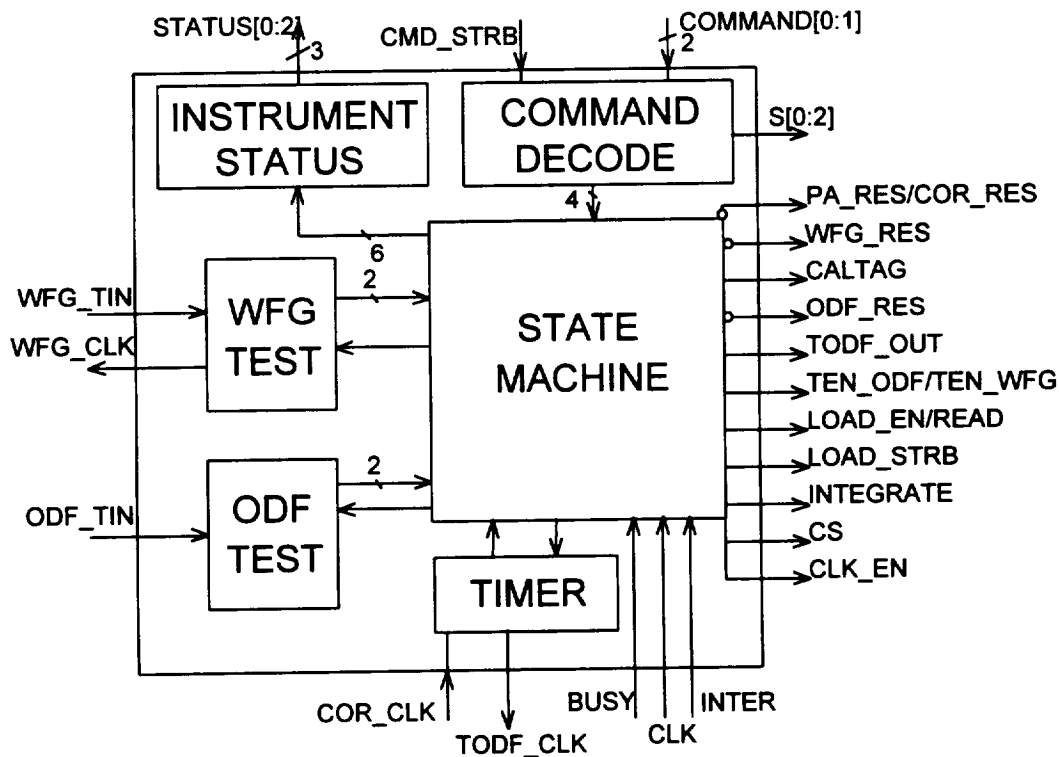 STATUS[0:2]
3
CMD_STRB
COMMAND[0:1]
2
INSTRUMENT
STATUS
COMMAND
DECODE
S[0:2]
4
6
PA_RES/COR_RES
WFG_RES
CALTAG
ODF_RES
TODF_OUT
TEN_ODF/TEN_WFG
LOAD_EN/READ
LOAD_STRB
INTEGRATE
CS
CLK_EN
WFG_TIN
WFG_CLK
WFG
TEST
2
STATE
MACHINE
ODF_TIN
ODF
TEST
2
TIMER
COR_CLK
TODF_CLK
BUSY
CLK
INTER